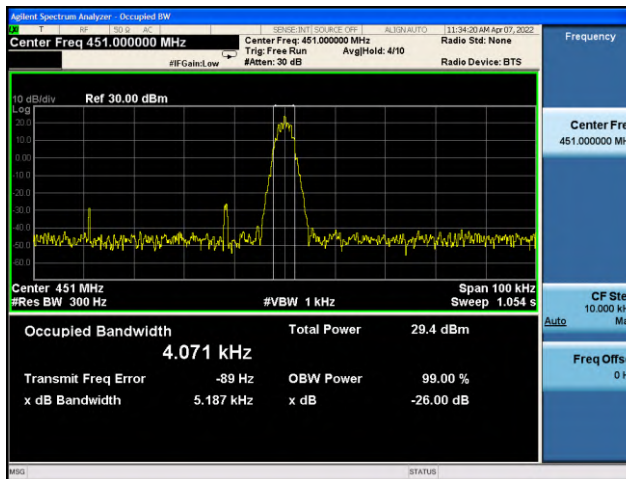 Agilent Spectrum Analyzer - Occupied BW
T RF 50 Ω AC SENSE:INT SOURCE OFF ALIGN AUTO 11:34:20 AM Apr 07, 2022
Center Freq 451.000000 MHz Center Freq: 451.000000 MHz Radio Std: None
Trig: Free Run Avg|Hold: 4/10
#IFGain:Low #Atten: 30 dB Radio Device: BTS
Frequency
10 dB/div Ref 30.00 dBm
Log
20.0
10.0
0.00
-10.0
-20.0
-30.0
-40.0
-50.0
-60.0
Center 451 MHz Span 100 kHz
#Res BW 300 Hz #VBW 1 kHz Sweep 1.054 s
Center Fre
451.000000 MH
CF Ste
10.000 kH
Auto Ma
Freq Offs
0 H
Occupied Bandwidth Total Power 29.4 dBm
4.071 kHz
Transmit Freq Error -89 Hz OBW Power 99.00 %
x dB Bandwidth 5.187 kHz x dB -26.00 dB
MSG STATUS